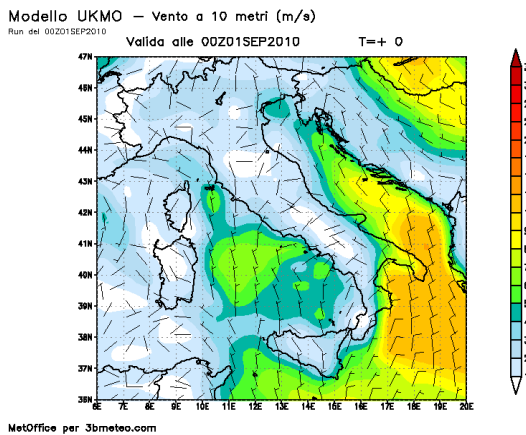 Modello UKMO – Vento a 10 metri (m/s)
Run del 00Z01SEP2010
Valida alle 00Z01SEP2010 T=+ 0
47N
46N
45N
44N
43N
42N
41N
40N
39N
38N
37N
36N
6E 7E 8E 9E 10E 11E 12E 13E 14E 15E 16E 17E 18E 19E 20E
MetOffice per 3bmeteo.com